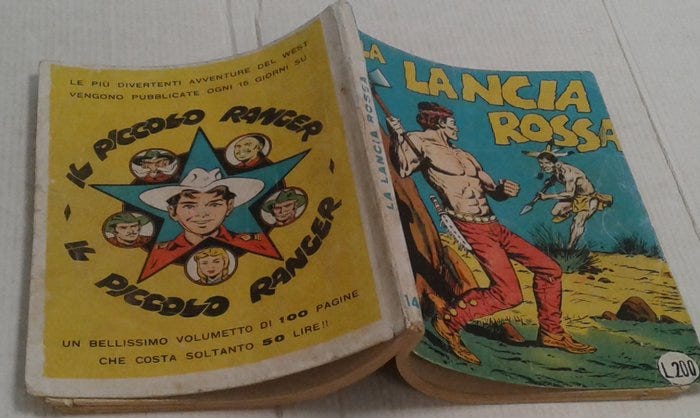 LE PIÙ DIVERTENTI AVVENTURE DEL WEST
VENGONO PUBBLICATE OGNI 15 GIORNI SU
IL PICCOLO RANGER
- IL PICCOLO RANGER -
UN BELLISSIMO VOLUMETTO DI 100 PAGINE
CHE COSTA SOLTANTO 50 LIRE!!
LA LANCIA ROSSA
14
LA
LANCIA
ROSSA
L.200